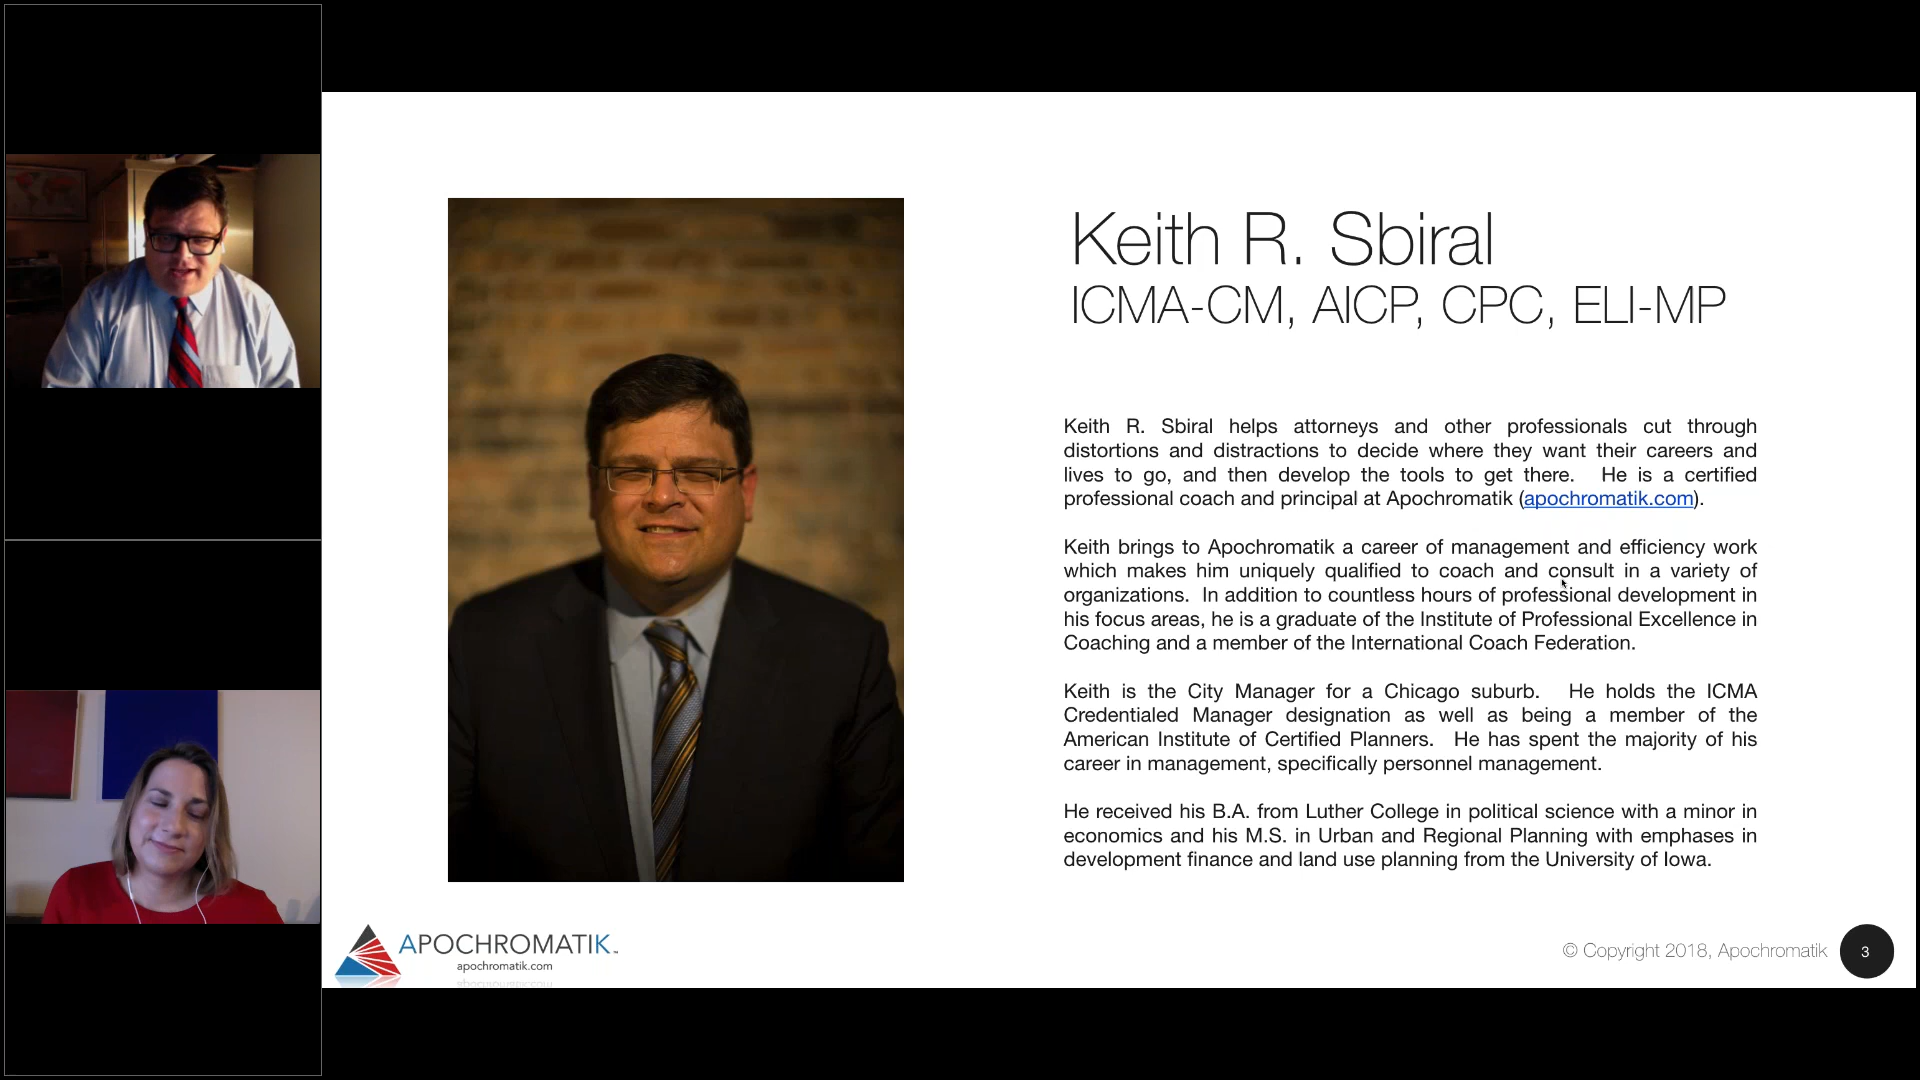 Keith R. Sbiral
ICMA-CM, AICP, CPC, ELI-MP
Keith R. Sbiral helps attorneys and other professionals cut through
distortions and distractions to decide where they want their careers and
lives to go, and then develop the tools to get there. He is a certified
professional coach and principal at Apochromatik (apochromatik.com).
Keith brings to Apochromatik a career of management and efficiency work
which makes him uniquely qualified to coach and consult in a variety of
organizations. In addition to countless hours of professional development in
his focus areas, he is a graduate of the Institute of Professional Excellence in
Coaching and a member of the International Coach Federation.
Keith is the City Manager for a Chicago suburb. He holds the ICMA
Credentialed Manager designation as well as being a member of the
American Institute of Certified Planners. He has spent the majority of his
career in management, specifically personnel management.
He received his B.A. from Luther College in political science with a minor in
economics and his M.S. in Urban and Regional Planning with emphases in
development finance and land use planning from the University of Iowa.
APOCHROMATIK™
apochromatik.com
© Copyright 2018, Apochromatik
3